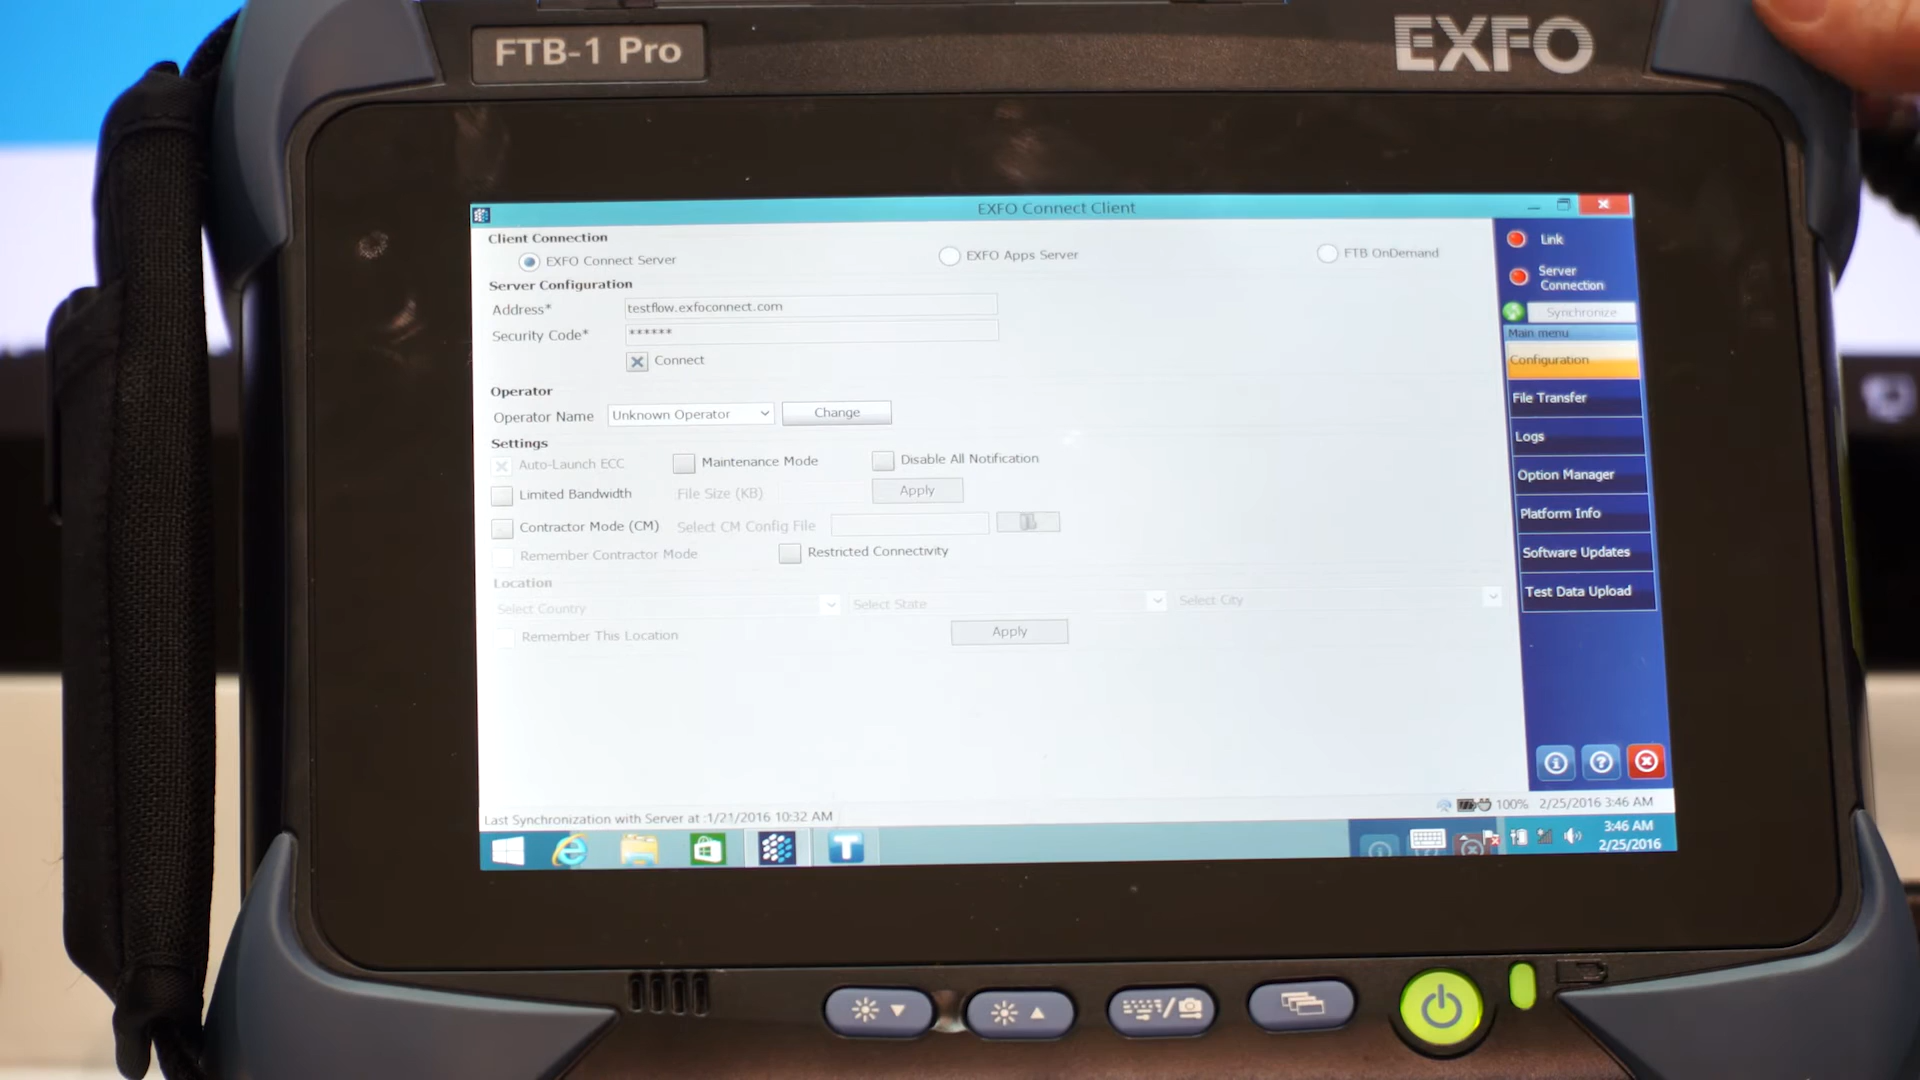 FTB-1 Pro
EXFO
EXFO Connect Client
Client Connection
EXFO Connect Server
EXFO Apps Server
FTB OnDemand
Server Configuration
Address*
testflow.exfoconnect.com
Security Code*
******
Connect
Operator
Operator Name
Unknown Operator
Change
Settings
Auto-Launch ECC
Maintenance Mode
Disable All Notification
Limited Bandwidth
File Size (KB)
Apply
Contractor Mode (CM)
Select CM Config File
Remember Contractor Mode
Restricted Connectivity
Location
Select Country
Select State
Select City
Remember This Location
Apply
Link
Server
Connection
Synchronize
Main menu
Configuration
File Transfer
Logs
Option Manager
Platform Info
Software Updates
Test Data Upload
Last Synchronization with Server at :1/21/2016 10:32 AM
100% 2/25/2016 3:46 AM
3:46 AM
2/25/2016